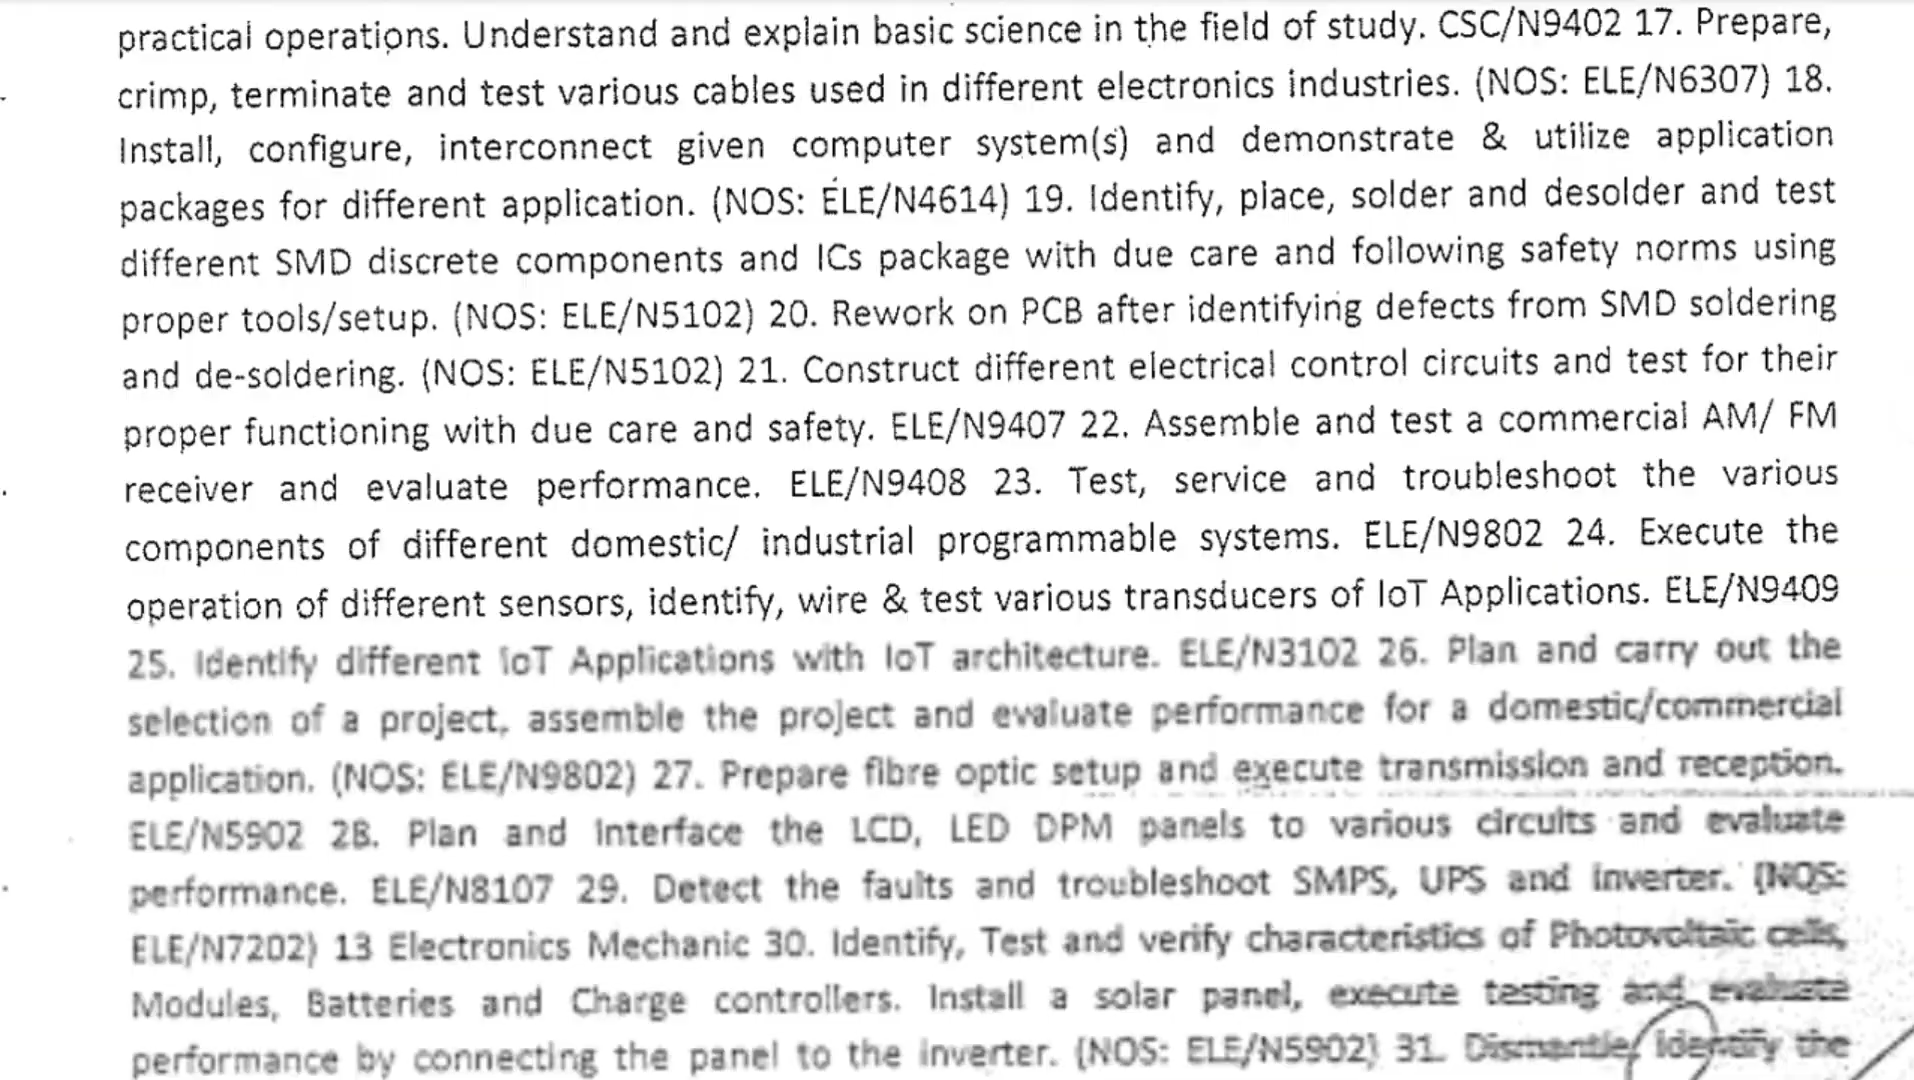 practical operations. Understand and explain basic science in the field of study. CSC/N9402 17. Prepare,
crimp, terminate and test various cables used in different electronics industries. (NOS: ELE/N6307) 18.
Install, configure, interconnect given computer system(s) and demonstrate & utilize application
packages for different application. (NOS: ELE/N4614) 19. Identify, place, solder and desolder and test
different SMD discrete components and ICs package with due care and following safety norms using
proper tools/setup. (NOS: ELE/N5102) 20. Rework on PCB after identifying defects from SMD soldering
and de-soldering. (NOS: ELE/N5102) 21. Construct different electrical control circuits and test for their
proper functioning with due care and safety. ELE/N9407 22. Assemble and test a commercial AM/ FM
receiver and evaluate performance. ELE/N9408 23. Test, service and troubleshoot the various
components of different domestic/ industrial programmable systems. ELE/N9802 24. Execute the
operation of different sensors, identify, wire & test various transducers of IoT Applications. ELE/N9409
25. Identify different IoT Applications with IoT architecture. ELE/N3102 26. Plan and carry out the
selection of a project, assemble the project and evaluate performance for a domestic/commercial
application. (NOS: ELE/N9802) 27. Prepare fibre optic setup and execute transmission and reception.
ELE/N5902 28. Plan and Interface the LCD, LED DPM panels to various circuits and evaluate
performance. ELE/N8107 29. Detect the faults and troubleshoot SMPS, UPS and inverter. (NOS:
ELE/N7202) 13 Electronics Mechanic 30. Identify, Test and verify characteristics of Photovoltaic cells,
Modules, Batteries and Charge controllers. Install a solar panel, execute testing and evaluate
performance by connecting the panel to the inverter. (NOS: ELE/N5902) 31. Dismantle, identify the